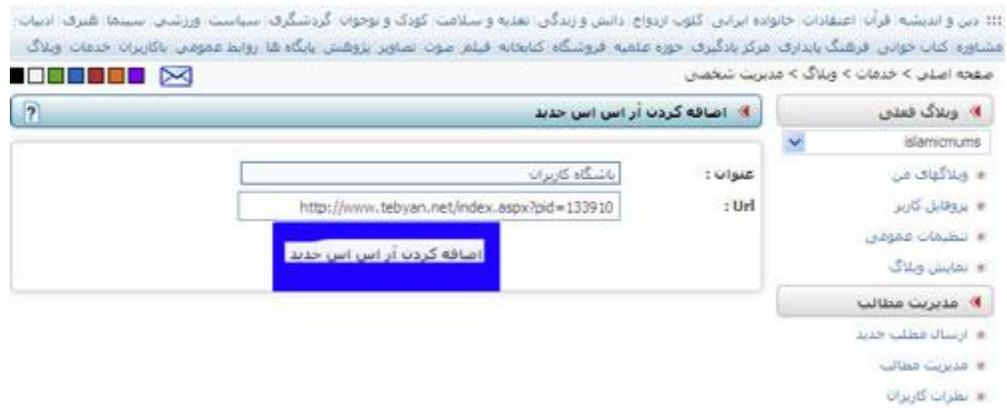 دین و اندیشه قرآن اعتقادات خانواده ایرانی کلوب ازدواج دانش و زندگی تغذیه و سلامت کودک و نوجوان گردشگری سیاست ورزشی سینما هنری ادبیات
مشاوره کتاب خوانی فرهنگ پایداری مرکز یادگیری حوزه علمیه فروشگاه کتابخانه فیلم صوت تصاویر پژوهش پایگاه ها روابط عمومی باکاربران خدمات وبلاگ
صفحه اصلی > خدمات > وبلاگ > مدیریت شخصی
وبلاگ فعلی
islamicmums
وبلاگهای من
پروفایل کاربر
تنظیمات عمومی
نمایش وبلاگ
مدیریت مطالب
ارسال مطلب جدید
مدیریت مطالب
نظرات کاربران
اضافه کردن آر اس اس جدید
?
عنوان :
باشگاه کاربران
Url :
http://www.tebyan.net/index.aspx?pid=133910
اضافه کردن آر اس اس جدید